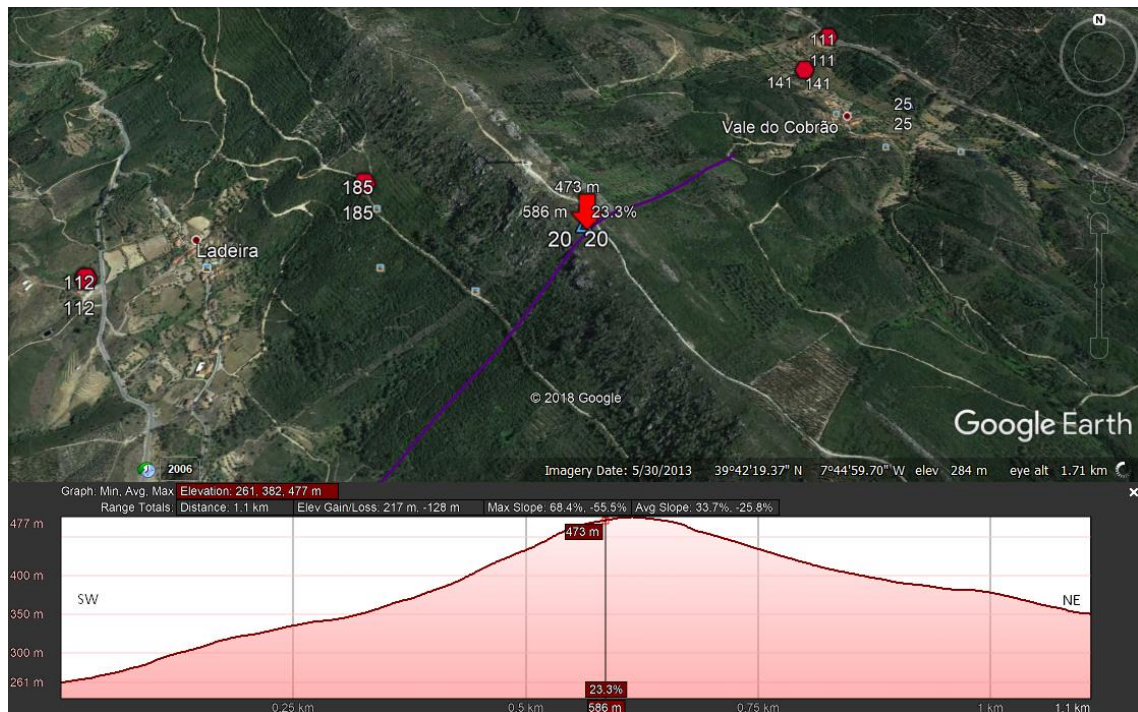 N
111
111
141 141
25
25
Vale do Cobrão
473 m
586 m 23.3%
20 20
185
185
Ladeira
112
112
© 2018 Google
Google Earth
2006
Imagery Date: 5/30/2013 39°42'19.37" N 7°44'59.70" W elev 284 m eye alt 1.71 km
Graph: Min, Avg, Max Elevation: 261, 382, 477 m
Range Totals: Distance: 1.1 km Elev Gain/Loss: 217 m, -128 m Max Slope: 68.4%, -55.5% Avg Slope: 33.7%, -25.8%
477 m
473 m
400 m
SW NE
350 m
300 m
261 m
23.3%
0.25 km 0.5 km 586 m 0.75 km 1 km 1.1 km